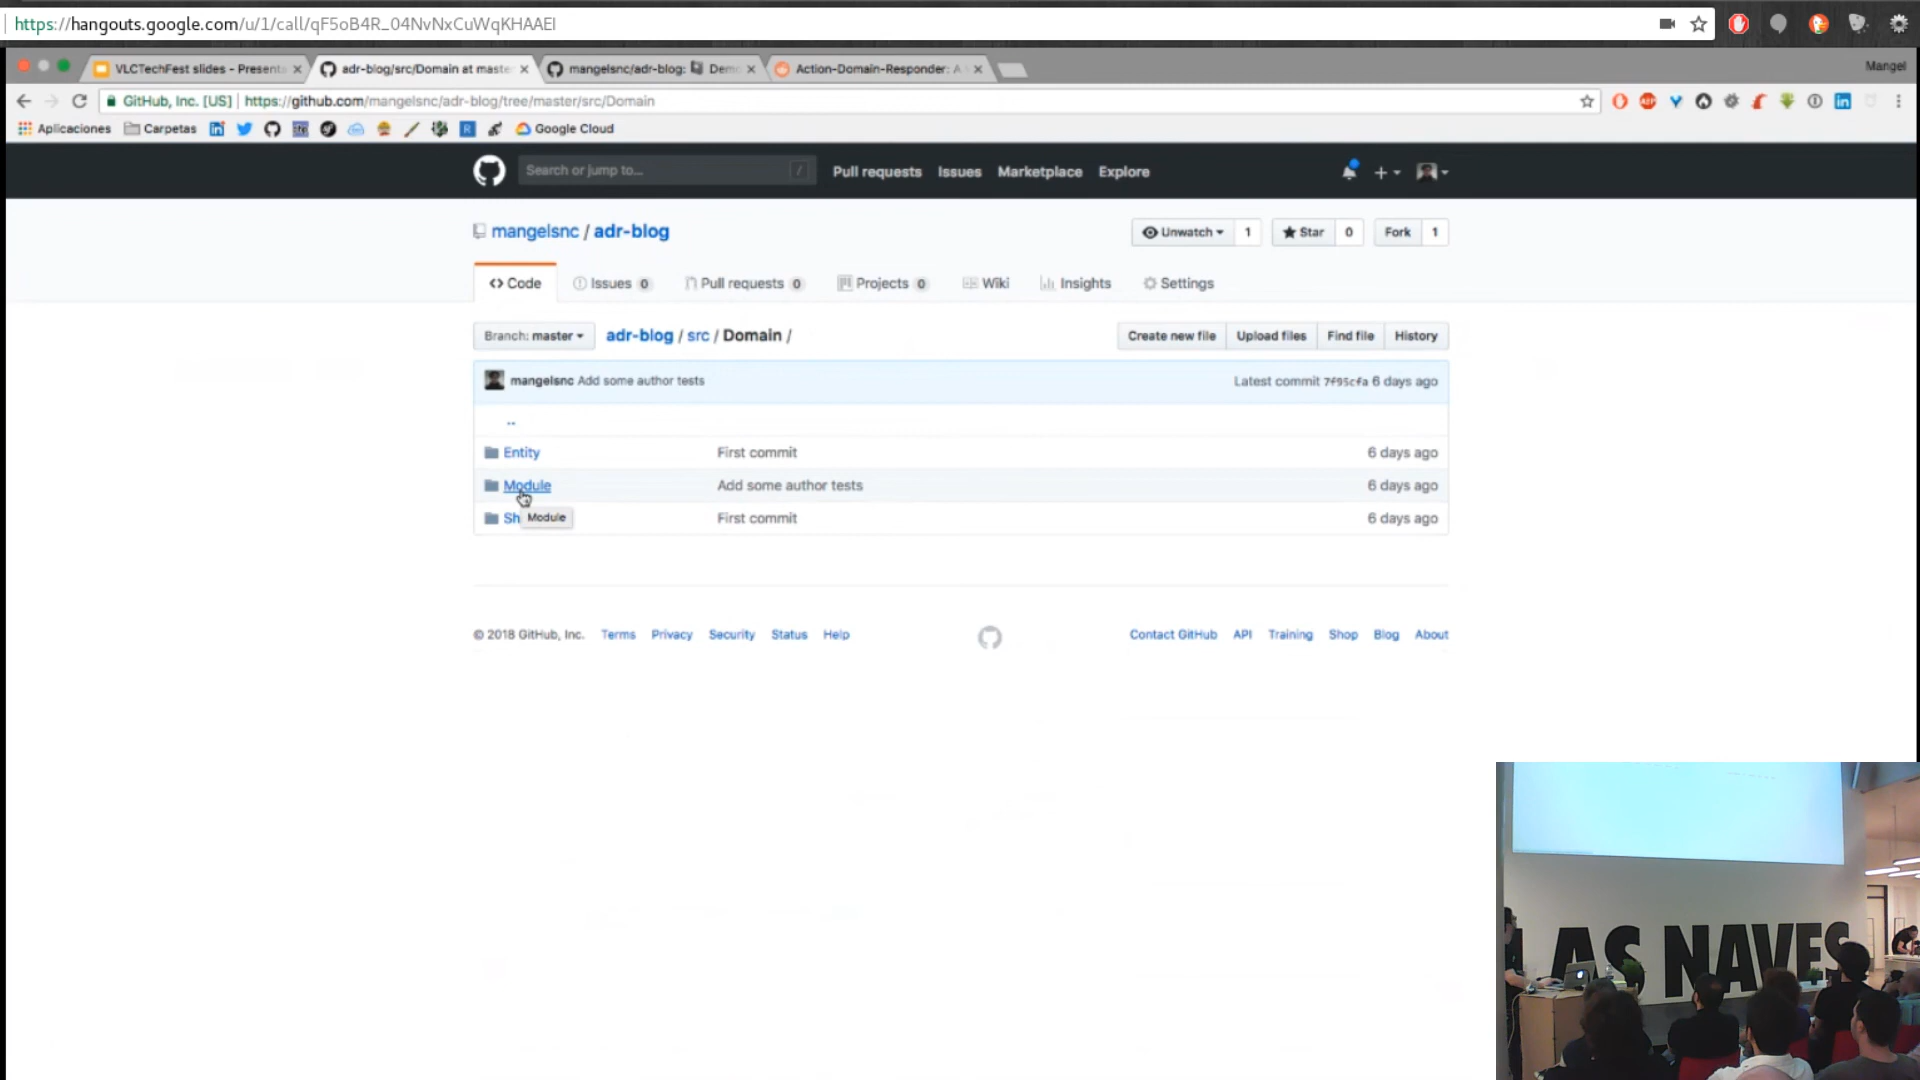 https://hangouts.google.com/u/1/call/qF5oB4R_04NvNxCuWqKHAAEI
VLCTechFest slides - Present
adr-blog/src/Domain at maste
mangelsnc/adr-blog: Demo
Action-Domain-Responder: A
Mangel
GitHub, Inc. [US] https://github.com/mangelsnc/adr-blog/tree/master/src/Domain
Aplicaciones Carpetas Google Cloud
Search or jump to... / Pull requests Issues Marketplace Explore
mangelsnc / adr-blog
Unwatch 1 Star 0 Fork 1
Code Issues 0 Pull requests 0 Projects 0 Wiki Insights Settings
Branch: master adr-blog / src / Domain /
Create new file Upload files Find file History
mangelsnc Add some author tests Latest commit 7f95cfa 6 days ago
..
Entity First commit 6 days ago
Module Add some author tests 6 days ago
Sh Module First commit 6 days ago
© 2018 GitHub, Inc. Terms Privacy Security Status Help
Contact GitHub API Training Shop Blog About
LAS NAVES